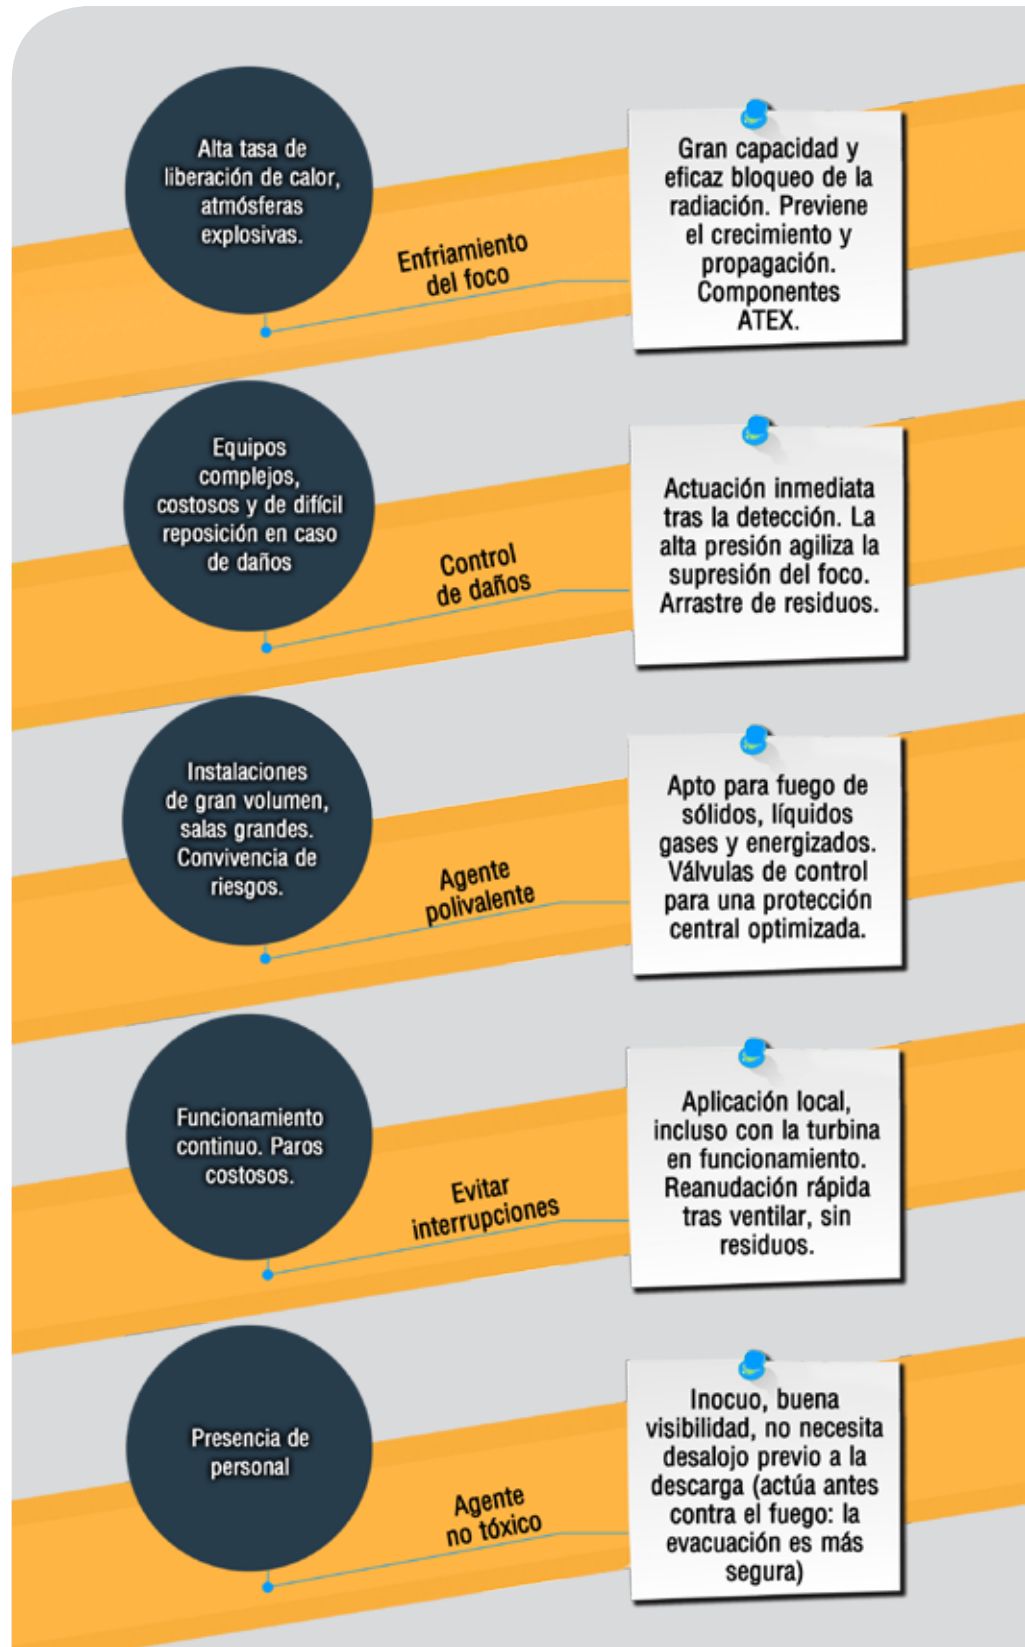 Alta tasa de
liberación de calor,
atmósferas
explosivas.
Enfriamiento
del foco
Gran capacidad y
eficaz bloqueo de la
radiación. Previene
el crecimiento y
propagación.
Componentes
ATEX.
Equipos
complejos,
costosos y de difícil
reposición en caso
de daños
Control
de daños
Actuación inmediata
tras la detección. La
alta presión agiliza la
supresión del foco.
Arrastre de residuos.
Instalaciones
de gran volumen,
salas grandes.
Convivencia de
riesgos.
Agente
polivalente
Apto para fuego de
sólidos, líquidos
gases y energizados.
Válvulas de control
para una protección
central optimizada.
Funcionamiento
continuo. Paros
costosos.
Evitar
interrupciones
Aplicación local,
incluso con la turbina
en funcionamiento.
Reanudación rápida
tras ventilar, sin
residuos.
Presencia de
personal
Agente
no tóxico
Inocuo, buena
visibilidad, no necesita
desalojo previo a la
descarga (actúa antes
contra el fuego: la
evacuación es más
segura)